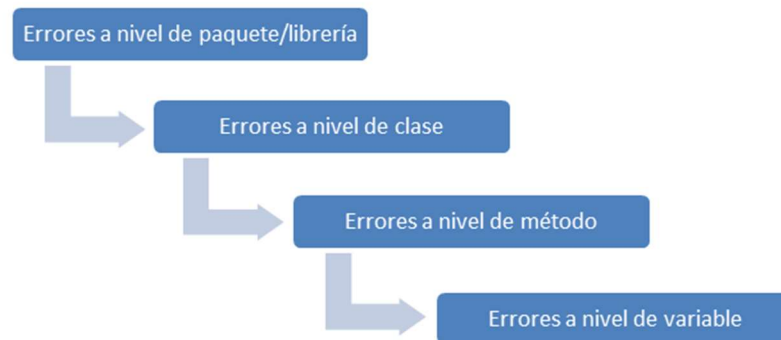 Errores a nivel de paquete/librería
Errores a nivel de clase
Errores a nivel de método
Errores a nivel de variable